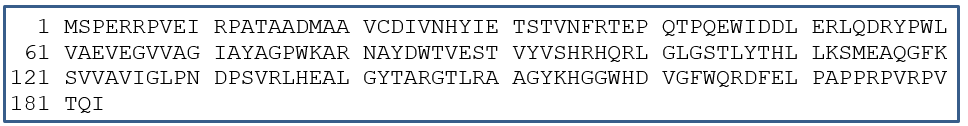 1 MSPERRPVEI RPATAADMAA VCDIVNHYIE TSTVNFRTEP QTPQEWIDDL ERLQDRYPWL
61 VAEVEGVVAG IAYAGPWKAR NAYDWTVEST VYVSHRHQRL GLGSTLYTHL LKSMEAQGFK
121 SVVAVIGLPN DPSVRLHEAL GYTARGTLRA AGYKHGGWHD VGFWQRDFEL PAPPRPVRPV
181 TQI